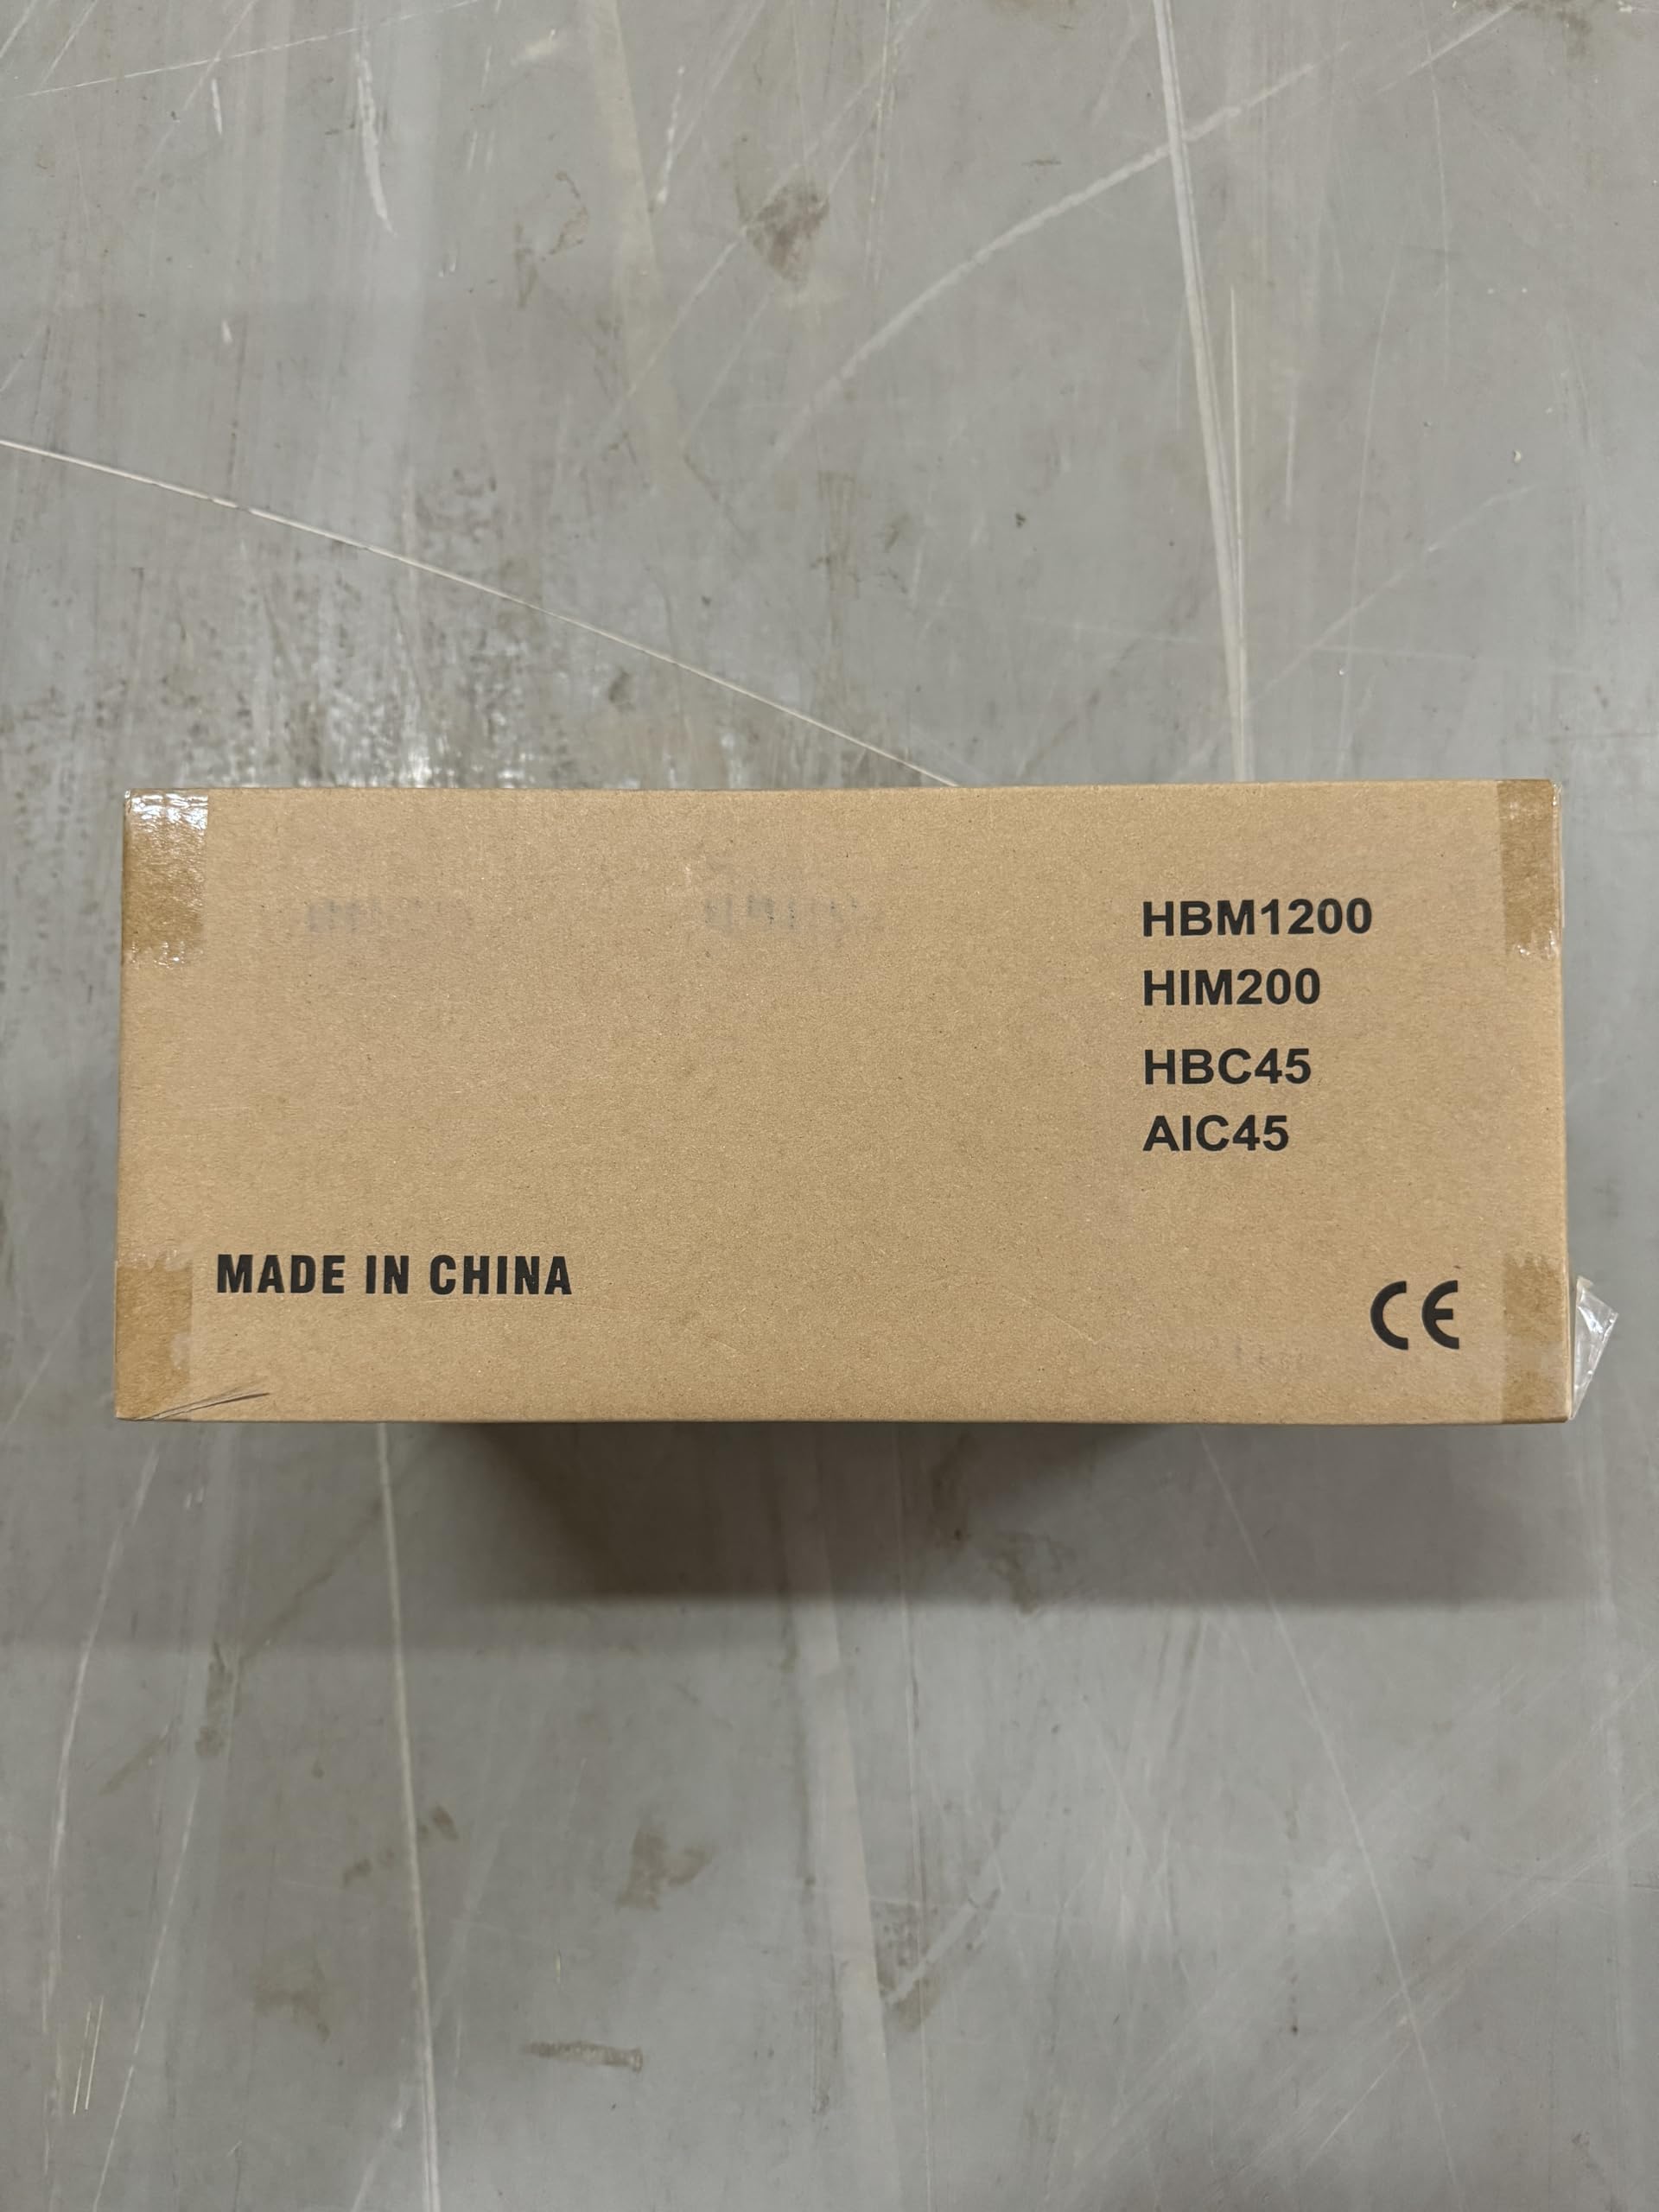 HBM1200
HIM200
HBC45
AIC45
MADE IN CHINA
CE